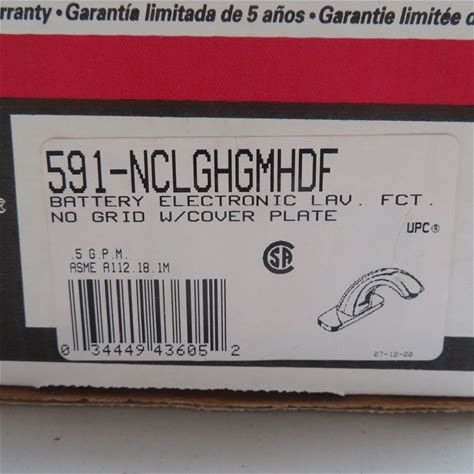 rranty • Garantía limitada de 5 años • Garantie limitée d
591-NCLGHGMHDF
BATTERY ELECTRONIC LAV. FCT.
NO GRID W/COVER PLATE
UPC®
.5 G.P.M.
ASME A112.18.1M
SA
0 34449 43605 2
07-12-00
®